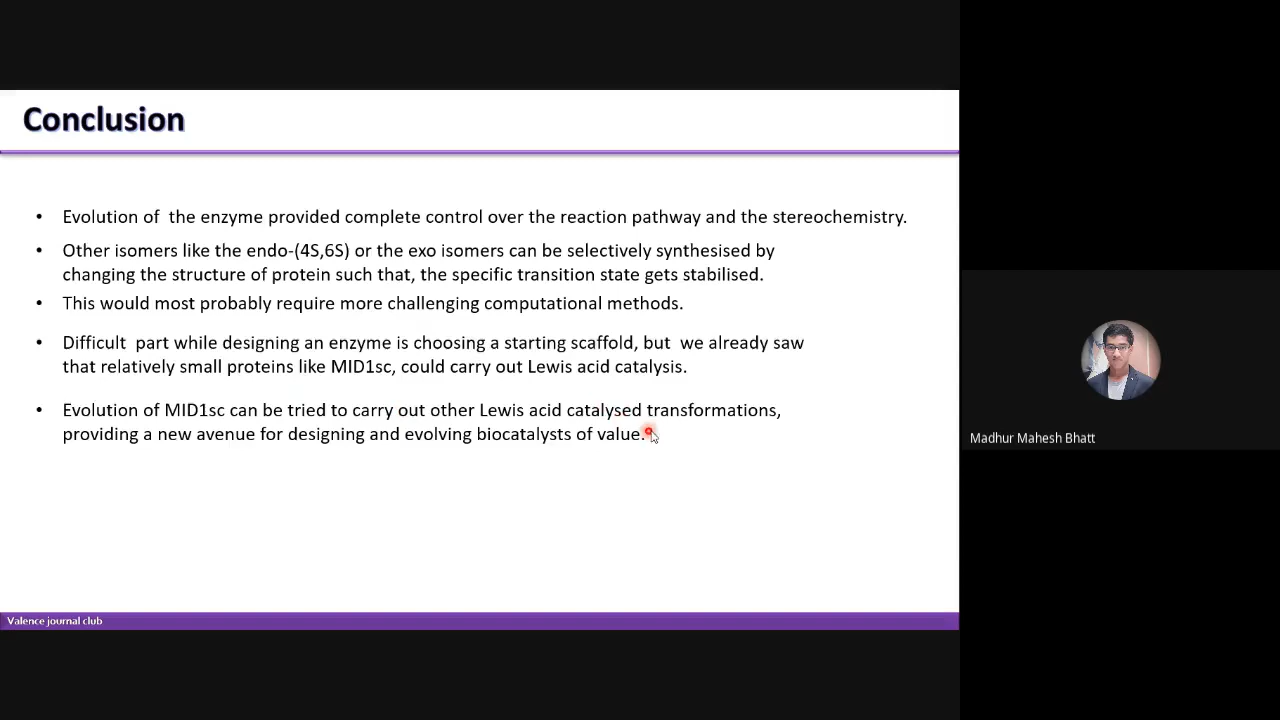 Conclusion
• Evolution of the enzyme provided complete control over the reaction pathway and the stereochemistry.
• Other isomers like the endo-(4S,6S) or the exo isomers can be selectively synthesised by
changing the structure of protein such that, the specific transition state gets stabilised.
• This would most probably require more challenging computational methods.
• Difficult part while designing an enzyme is choosing a starting scaffold, but we already saw
that relatively small proteins like MID1sc, could carry out Lewis acid catalysis.
• Evolution of MID1sc can be tried to carry out other Lewis acid catalysed transformations,
providing a new avenue for designing and evolving biocatalysts of value.
Valence journal club
Madhur Mahesh Bhatt